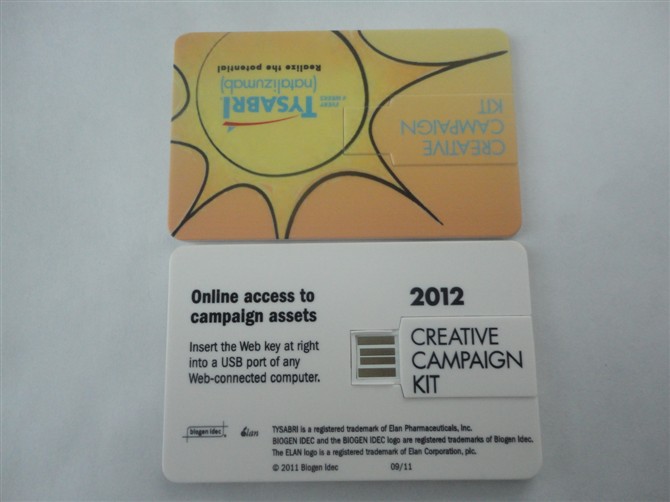 Realize the potential
(natalizumab)
TYSABRI
CREATIVE
CAMPAIGN
KIT
Online access to
campaign assets
2012
Insert the Web key at right
into a USB port of any
Web-connected computer.
CREATIVE
CAMPAIGN
KIT
biogen idec
élan
TYSABRI is a registered trademark of Elan Pharmaceuticals, Inc.
BIOGEN IDEC and the BIOGEN IDEC logo are registered trademarks of Biogen Idec.
The ELAN logo is a registered trademark of Elan Corporation, plc.
© 2011 Biogen Idec 09/11